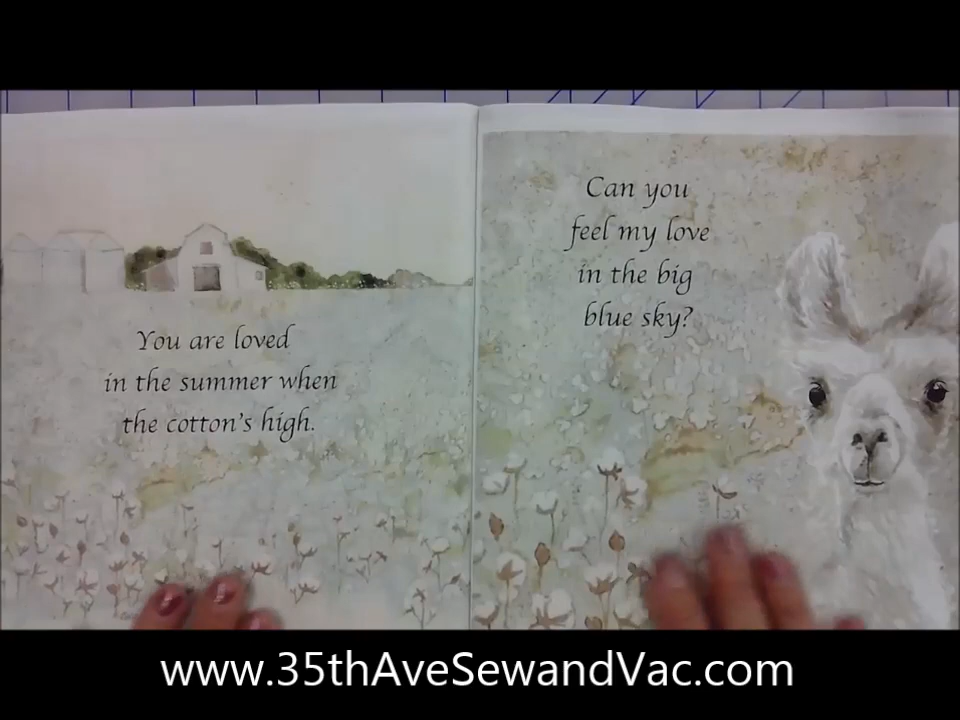 You are loved
in the summer when
the cotton's high.
Can you
feel my love
in the big
blue sky?
www.35thAveSewandVac.com